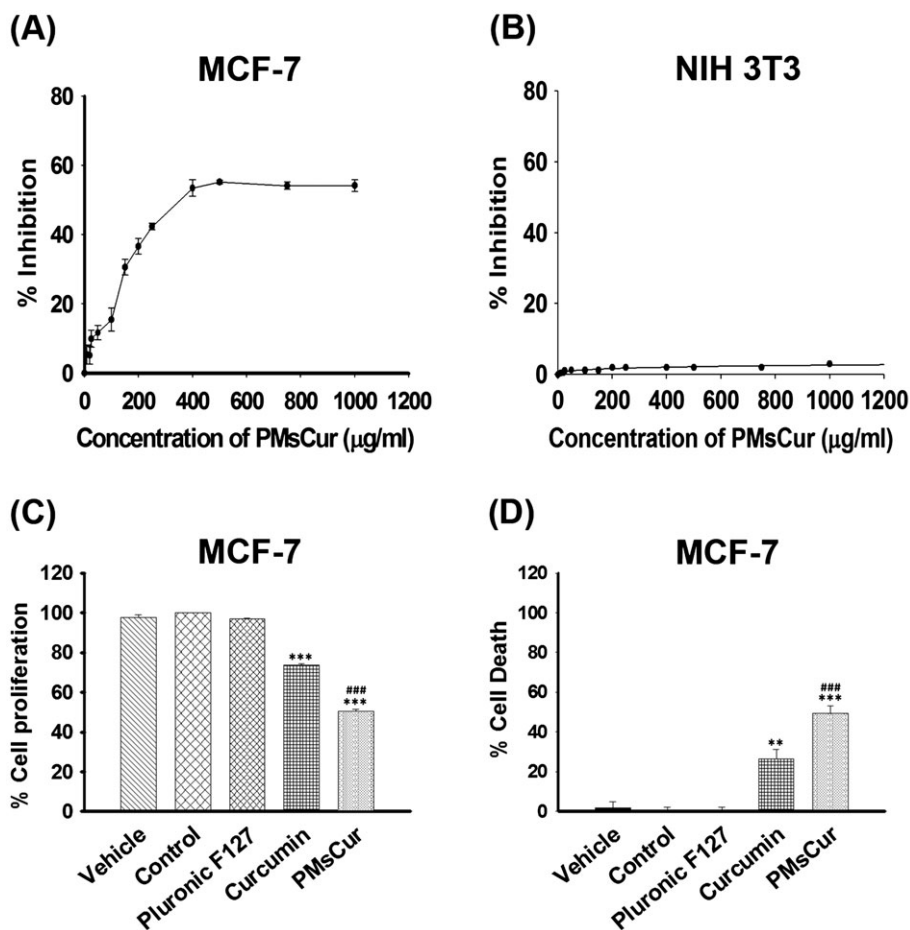 (A)
MCF-7
80
60
40
20
0
% Inhibition
0 200 400 600 800 1000 1200
Concentration of PMsCur (μg/ml)
(B)
NIH 3T3
80
60
40
20
0
% Inhibition
0 200 400 600 800 1000 1200
Concentration of PMsCur (μg/ml)
(C)
MCF-7
120
100
80
60
40
20
0
% Cell proliferation
***
###
***
Vehicle
Control
Pluronic F127
Curcumin
PMsCur
(D)
MCF-7
120
100
80
60
40
20
0
% Cell Death
**
###
***
Vehicle
Control
Pluronic F127
Curcumin
PMsCur